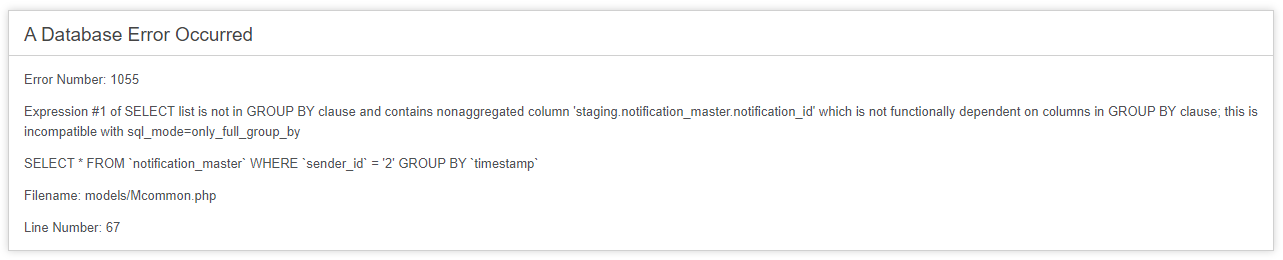 A Database Error Occurred
Error Number: 1055
Expression #1 of SELECT list is not in GROUP BY clause and contains nonaggregated column 'staging.notification_master.notification_id' which is not functionally dependent on columns in GROUP BY clause; this is
incompatible with sql_mode=only_full_group_by
SELECT * FROM `notification_master` WHERE `sender_id` = '2' GROUP BY `timestamp`
Filename: models/Mcommon.php
Line Number: 67